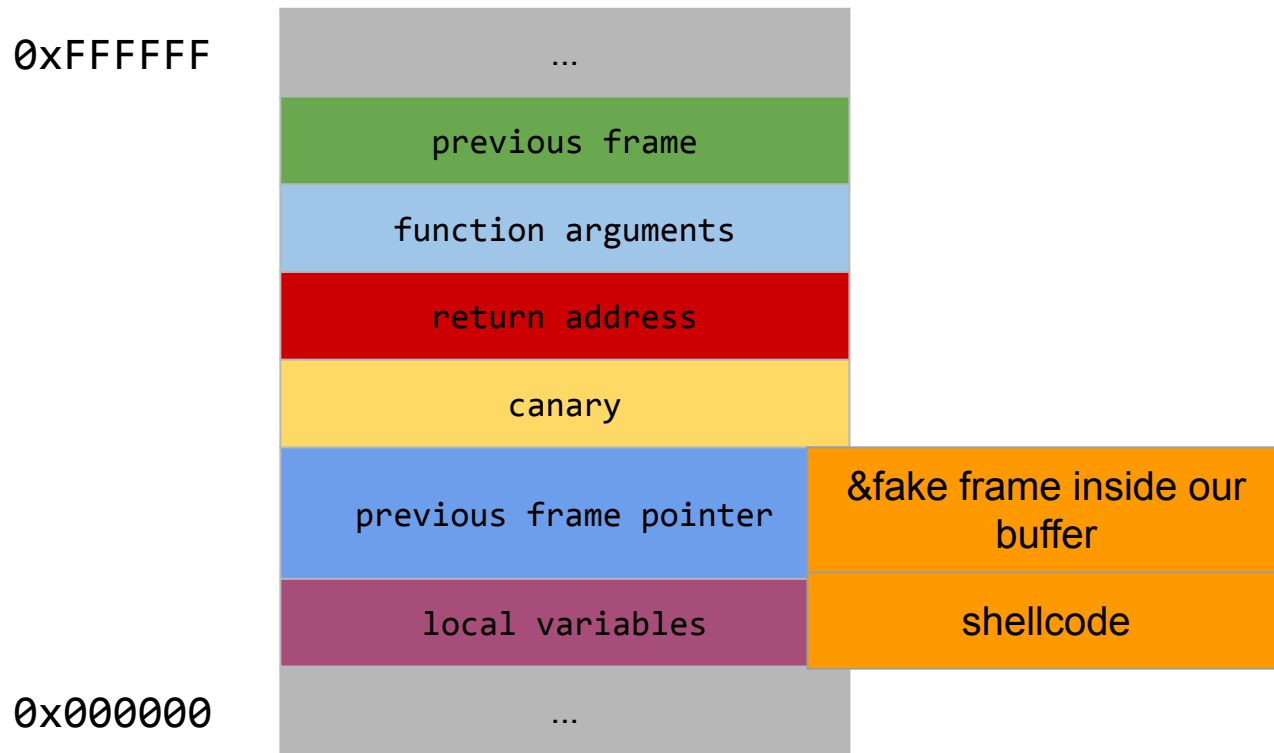 0xFFFFFF
...
previous frame
function arguments
return address
canary
previous frame pointer
&fake frame inside our
buffer
local variables
shellcode
0x000000
...